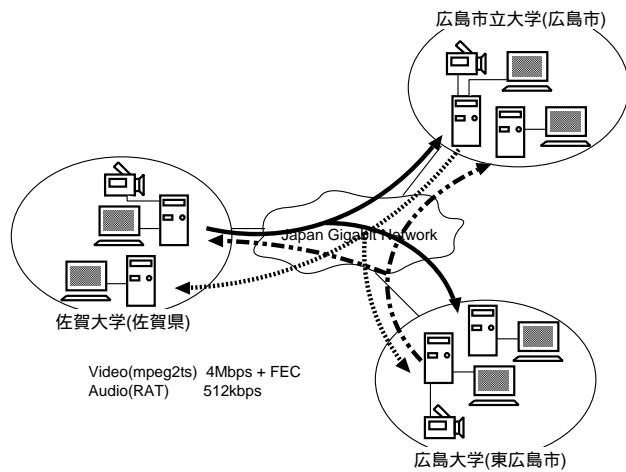 広島市立大学(広島市)
Japan Gigabit Network
佐賀大学(佐賀県)
Video(mpeg2ts) 4Mbps + FEC
Audio(RAT) 512kbps
広島大学(東広島市)